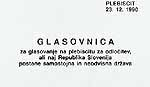 PLEBISCIT
23. 12. 1990
GLASOVNICA
za glasovanje na plebiscitu za odločitev,
ali naj Republika Slovenija
postane samostojna in neodvisna država